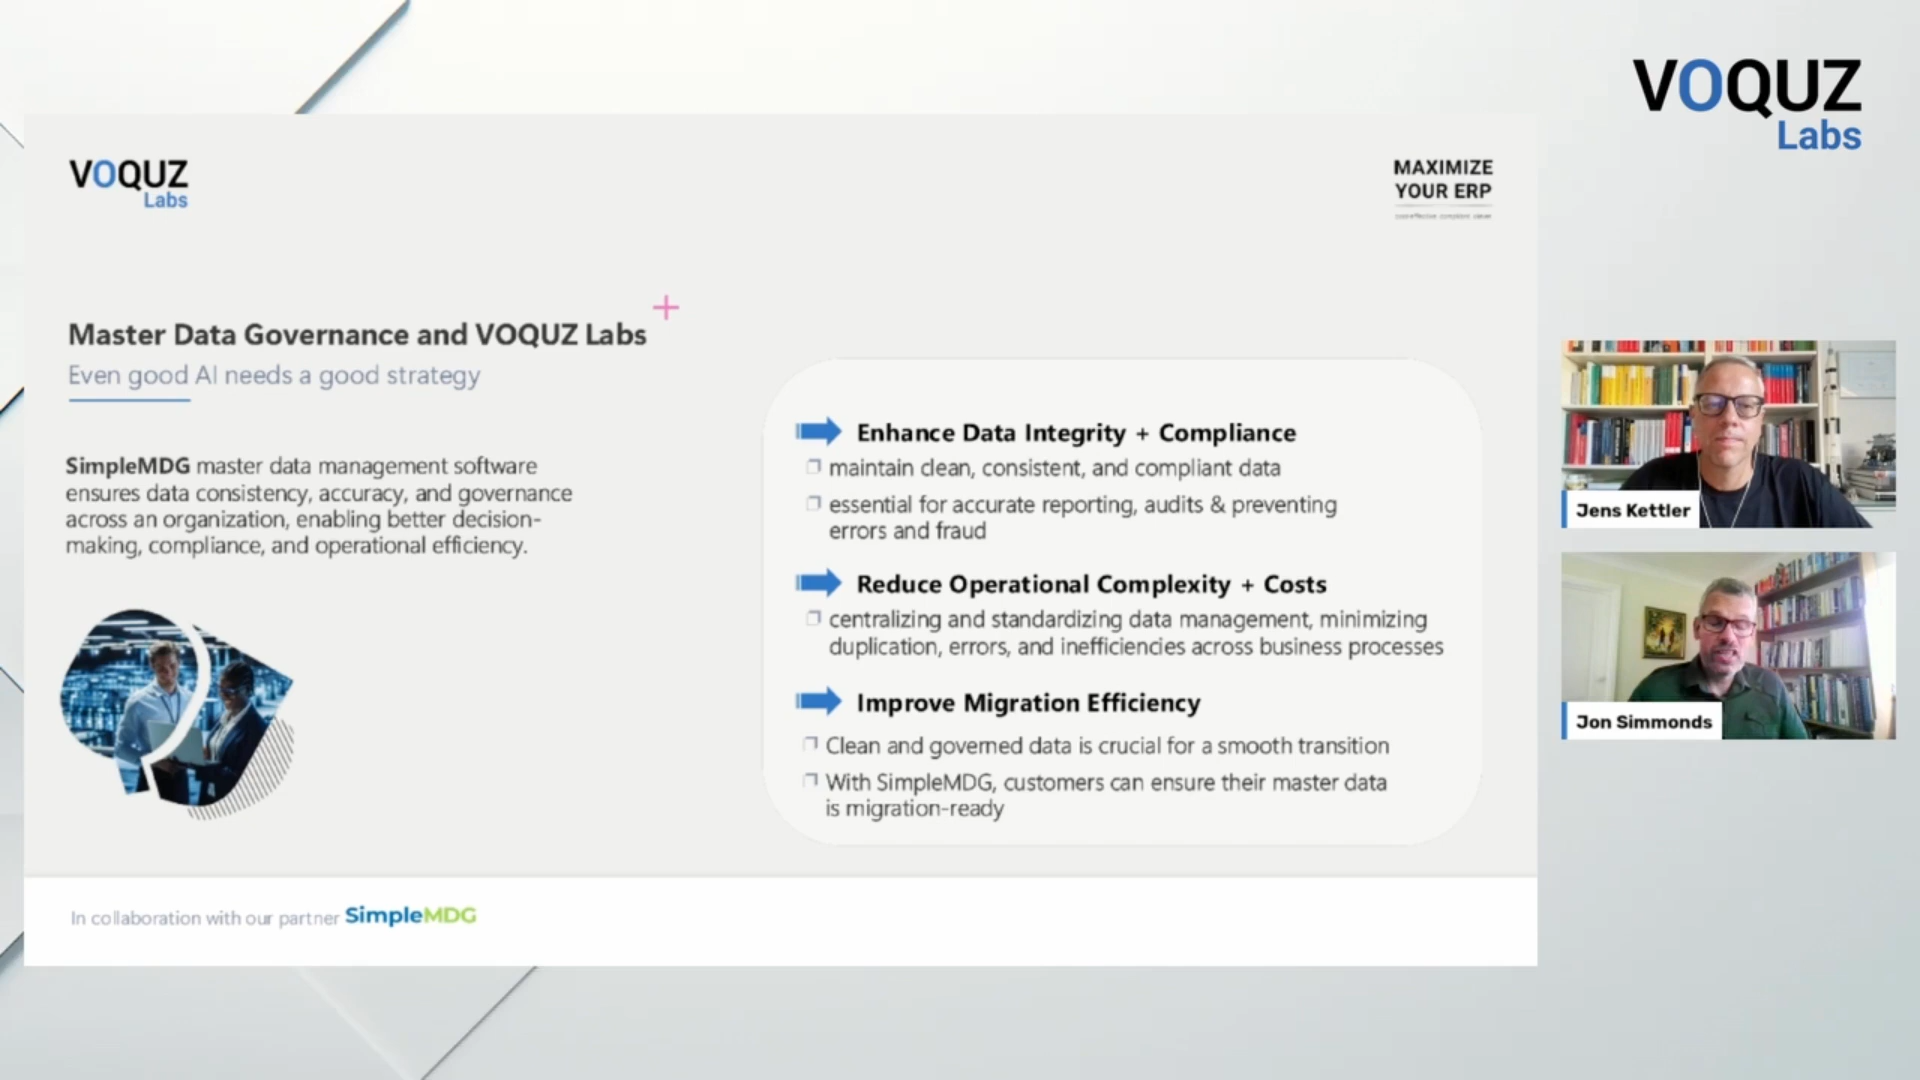 VOQUZ
Labs
VOQUZ
Labs
MAXIMIZE
YOUR ERP
Master Data Governance and VOQUZ Labs
Even good AI needs a good strategy
SimpleMDG master data management software
ensures data consistency, accuracy, and governance
across an organization, enabling better decision-
making, compliance, and operational efficiency.
Enhance Data Integrity + Compliance
maintain clean, consistent, and compliant data
essential for accurate reporting, audits & preventing
errors and fraud
Reduce Operational Complexity + Costs
centralizing and standardizing data management, minimizing
duplication, errors, and inefficiencies across business processes
Improve Migration Efficiency
Clean and governed data is crucial for a smooth transition
With SimpleMDG, customers can ensure their master data
is migration-ready
In collaboration with our partner SimpleMDG
Jens Kettler
Jon Simmonds